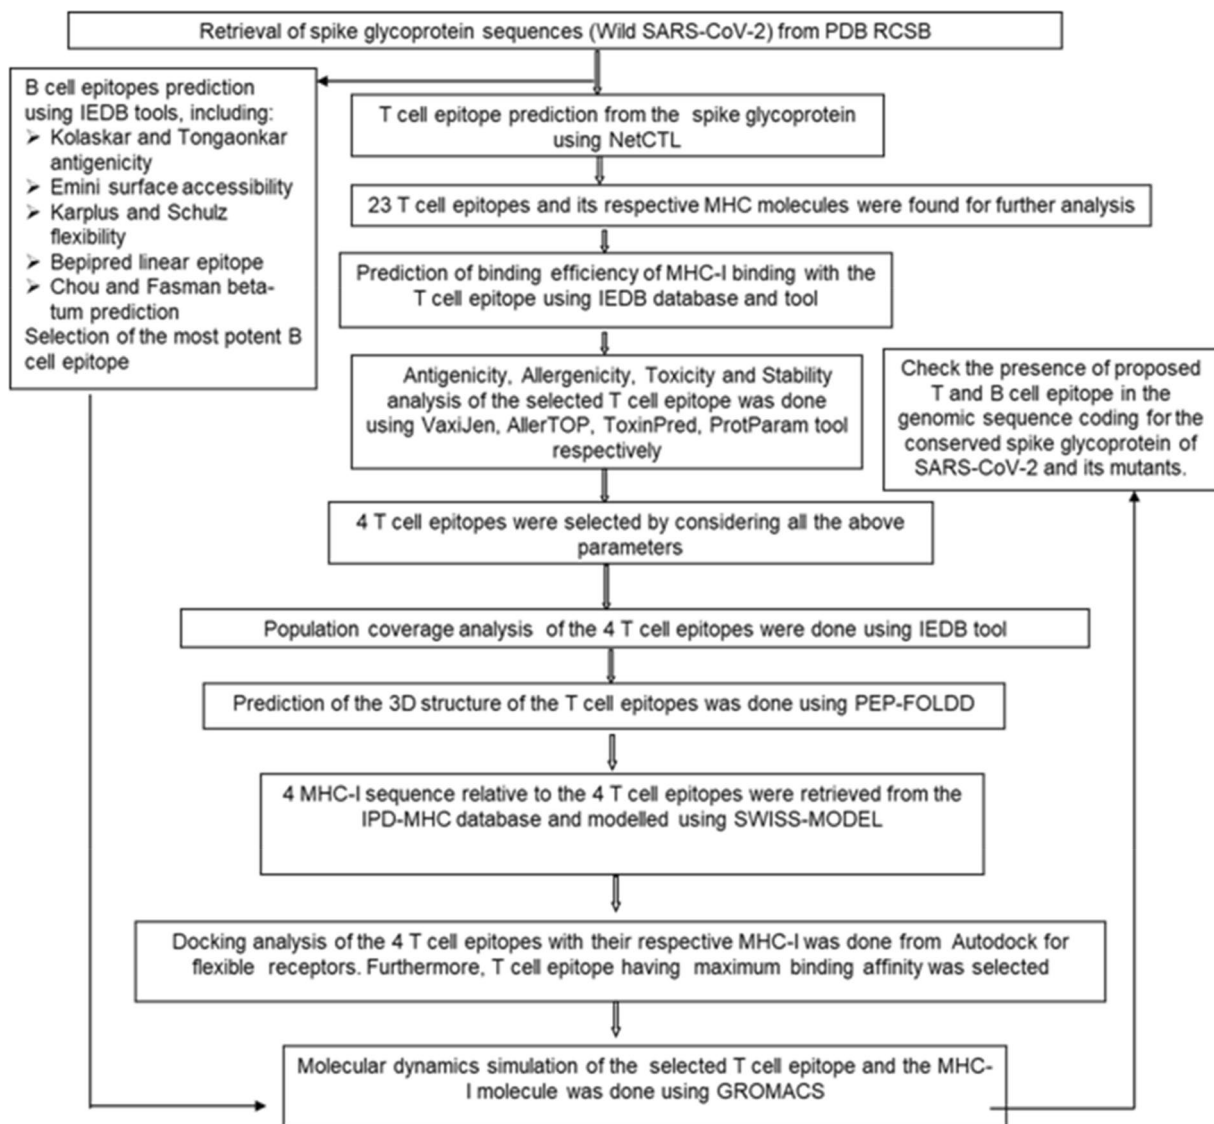 Retrieval of spike glycoprotein sequences (Wild SARS-CoV-2) from PDB RCSB
B cell epitopes prediction
using IEDB tools, including:
➢ Kolaskar and Tongaonkar
antigenicity
➢ Emini surface accessibility
➢ Karplus and Schulz
flexibility
➢ Bepipred linear epitope
➢ Chou and Fasman beta-
tum prediction
Selection of the most potent B
cell epitope
T cell epitope prediction from the spike glycoprotein
using NetCTL
23 T cell epitopes and its respective MHC molecules were found for further analysis
Prediction of binding efficiency of MHC-I binding with the
T cell epitope using IEDB database and tool
Antigenicity, Allergenicity, Toxicity and Stability
analysis of the selected T cell epitope was done
using VaxiJen, AllerTOP, ToxinPred, ProtParam tool
respectively
Check the presence of proposed
T and B cell epitope in the
genomic sequence coding for the
conserved spike glycoprotein of
SARS-CoV-2 and its mutants.
4 T cell epitopes were selected by considering all the above
parameters
Population coverage analysis of the 4 T cell epitopes were done using IEDB tool
Prediction of the 3D structure of the T cell epitopes was done using PEP-FOLDD
4 MHC-I sequence relative to the 4 T cell epitopes were retrieved from the
IPD-MHC database and modelled using SWISS-MODEL
Docking analysis of the 4 T cell epitopes with their respective MHC-I was done from Autodock for
flexible receptors. Furthermore, T cell epitope having maximum binding affinity was selected
Molecular dynamics simulation of the selected T cell epitope and the MHC-
I molecule was done using GROMACS